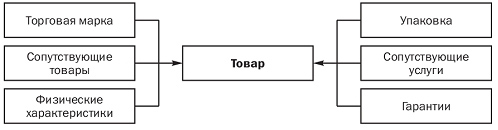 Торговая марка
Сопутствующие
товары
Физические
характеристики
Товар
Упаковка
Сопутствующие
услуги
Гарантии